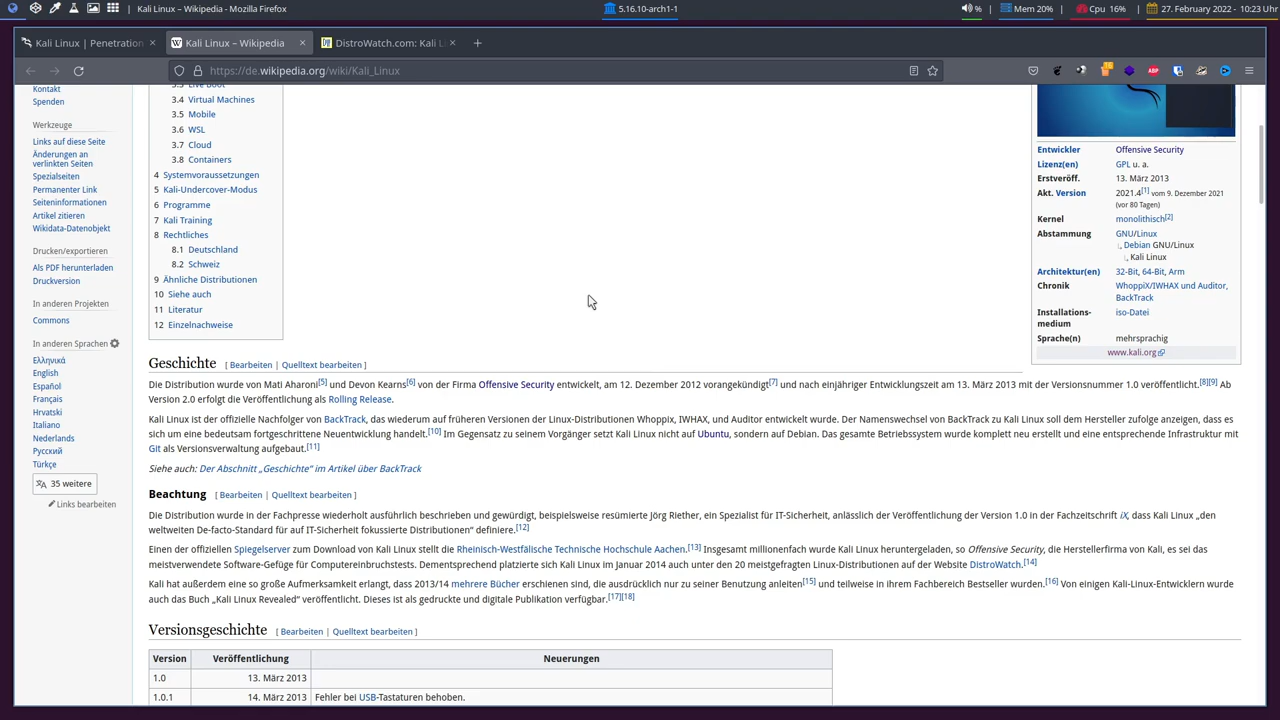 Kali Linux - Wikipedia - Mozilla Firefox
5.16.10-arch1-1
%
Mem 20%
Cpu 16%
27. February 2022 - 10:23 Uhr
Kali Linux | Penetration
Kali Linux – Wikipedia
DistroWatch.com: Kali L
https://de.wikipedia.org/wiki/Kali_Linux
ABP
Kontakt
Spenden
Werkzeuge
Links auf diese Seite
Änderungen an
verlinkten Seiten
Spezialseiten
Permanenter Link
Seiteninformationen
Artikel zitieren
Wikidata-Datenobjekt
Drucken/exportieren
Als PDF herunterladen
Druckversion
In anderen Projekten
Commons
In anderen Sprachen
Ελληνικά
English
Español
Français
Hrvatski
Italiano
Nederlands
Русский
Türkçe
35 weitere
Links bearbeiten
3.3 Live Boot
3.4 Virtual Machines
3.5 Mobile
3.6 WSL
3.7 Cloud
3.8 Containers
4 Systemvoraussetzungen
5 Kali-Undercover-Modus
6 Programme
7 Kali Training
8 Rechtliches
8.1 Deutschland
8.2 Schweiz
9 Ähnliche Distributionen
10 Siehe auch
11 Literatur
12 Einzelnachweise
Entwickler Offensive Security
Lizenz(en) GPL u. a.
Erstveröff. 13. März 2013
Akt. Version 2021.4[1] vom 9. Dezember 2021
(vor 80 Tagen)
Kernel monolithisch[2]
Abstammung GNU/Linux
Debian GNU/Linux
Kali Linux
Architektur(en) 32-Bit, 64-Bit, Arm
Chronik WhoppiX/IWHAX und Auditor,
BackTrack
Installations- iso-Datei
medium
Sprache(n) mehrsprachig
www.kali.org
Geschichte [ Bearbeiten | Quelltext bearbeiten ]
Die Distribution wurde von Mati Aharoni[5] und Devon Kearns[6] von der Firma Offensive Security entwickelt, am 12. Dezember 2012 vorangekündigt[7] und nach einjähriger Entwicklungszeit am 13. März 2013 mit der Versionsnummer 1.0 veröffentlicht.[8][9] Ab
Version 2.0 erfolgt die Veröffentlichung als Rolling Release.
Kali Linux ist der offizielle Nachfolger von BackTrack, das wiederum auf früheren Versionen der Linux-Distributionen Whoppix, IWHAX, und Auditor entwickelt wurde. Der Namenswechsel von BackTrack zu Kali Linux soll dem Hersteller zufolge anzeigen, dass es
sich um eine bedeutsam fortgeschrittene Neuentwicklung handelt.[10] Im Gegensatz zu seinem Vorgänger setzt Kali Linux nicht auf Ubuntu, sondern auf Debian. Das gesamte Betriebssystem wurde komplett neu erstellt und eine entsprechende Infrastruktur mit
Git als Versionsverwaltung aufgebaut.[11]
Siehe auch: Der Abschnitt „Geschichte“ im Artikel über BackTrack
Beachtung [ Bearbeiten | Quelltext bearbeiten ]
Die Distribution wurde in der Fachpresse wiederholt ausführlich beschrieben und gewürdigt, beispielsweise resümierte Jörg Riether, ein Spezialist für IT-Sicherheit, anlässlich der Veröffentlichung der Version 1.0 in der Fachzeitschrift iX, dass Kali Linux „den
weltweiten De-facto-Standard für auf IT-Sicherheit fokussierte Distributionen“ definiere.[12]
Einen der offiziellen Spiegelserver zum Download von Kali Linux stellt die Rheinisch-Westfälische Technische Hochschule Aachen.[13] Insgesamt millionenfach wurde Kali Linux heruntergeladen, so Offensive Security, die Herstellerfirma von Kali, es sei das
meistverwendete Software-Gefüge für Computereinbruchstests. Dementsprechend platzierte sich Kali Linux im Januar 2014 auch unter den 20 meistgefragten Linux-Distributionen auf der Website DistroWatch.[14]
Kali hat außerdem eine so große Aufmerksamkeit erlangt, dass 2013/14 mehrere Bücher erschienen sind, die ausdrücklich nur zu seiner Benutzung anleiten[15] und teilweise in ihrem Fachbereich Bestseller wurden.[16] Von einigen Kali-Linux-Entwicklern wurde
auch das Buch „Kali Linux Revealed“ veröffentlicht. Dieses ist als gedruckte und digitale Publikation verfügbar.[17][18]
Versionsgeschichte [ Bearbeiten | Quelltext bearbeiten ]
Version Veröffentlichung Neuerungen
1.0 13. März 2013
1.0.1 14. März 2013 Fehler bei USB-Tastaturen behoben.